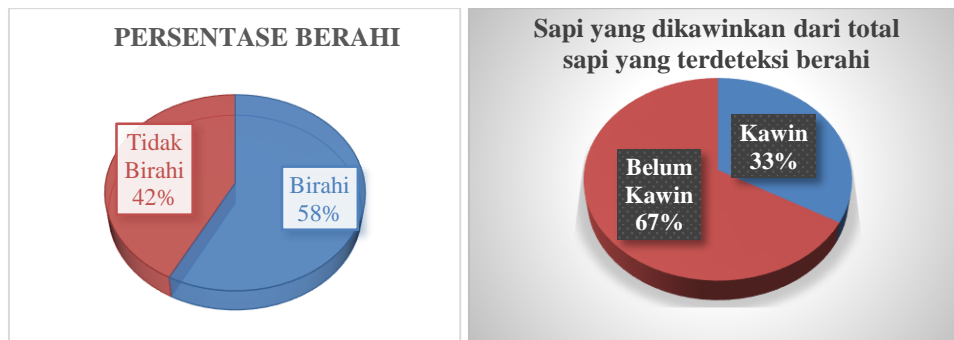 PERSENTASE BERAHI
Tidak
Birahi
42%
Birahi
58%
Sapi yang dikawinkan dari total
sapi yang terdeteksi berahi
Kawin
33%
Belum
Kawin
67%